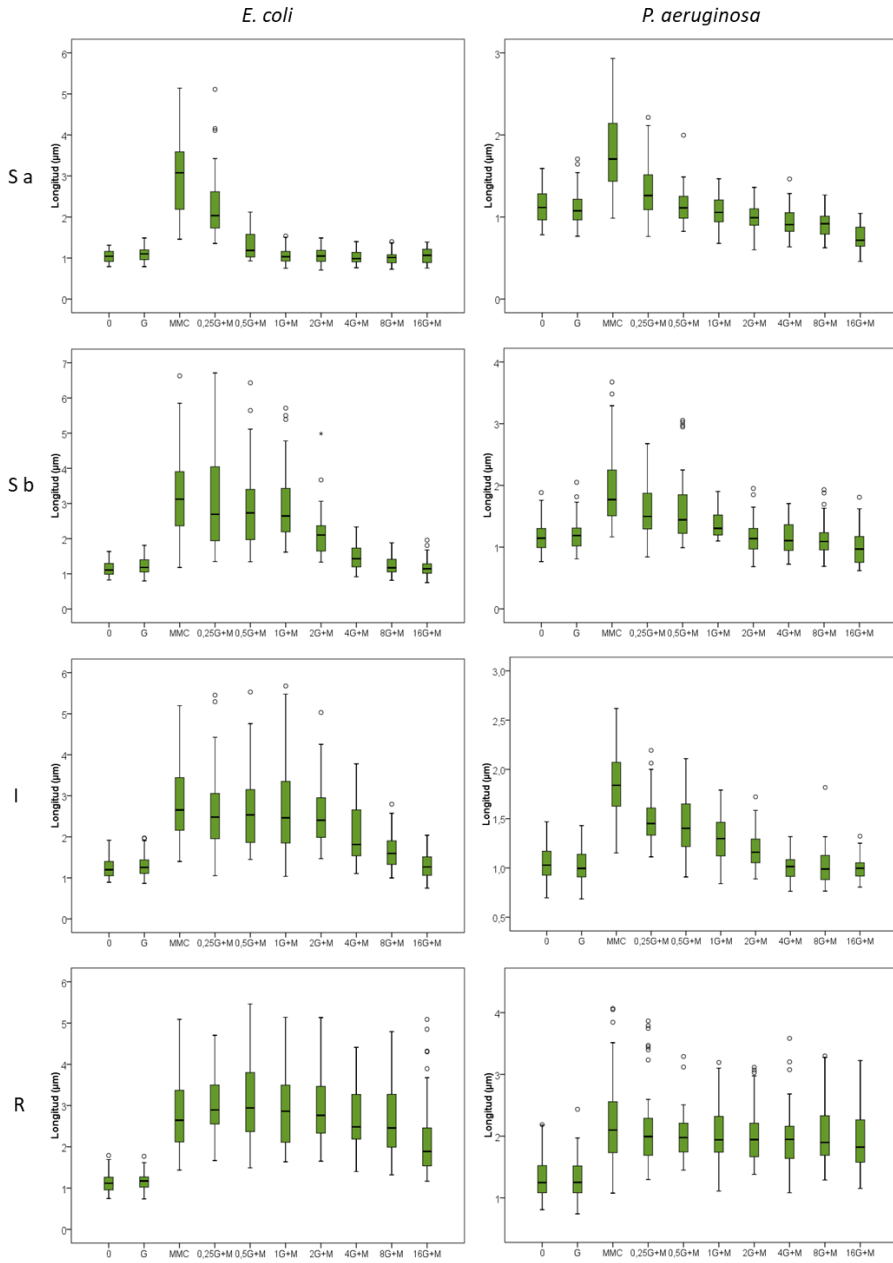 E. coli
P. aeruginosa
S a
Longitud (µm)
6
5
4
3
2
1
0
0 G MMC 0,25G+M 0,5G+M 1G+M 2G+M 4G+M 8G+M 16G+M
Longitud (µm)
3
2
1
0
0 G MMC 0,25G+M 0,5G+M 1G+M 2G+M 4G+M 8G+M 16G+M
S b
Longitud (µm)
7
6
5
4
3
2
1
0
0 G MMC 0,25G+M 0,5G+M 1G+M 2G+M 4G+M 8G+M 16G+M
Longitud (µm)
4
3
2
1
0
0 G MMC 0,25G+M 0,5G+M 1G+M 2G+M 4G+M 8G+M 16G+M
I
Longitud (µm)
6
5
4
3
2
1
0
0 G MMC 0,25G+M 0,5G+M 1G+M 2G+M 4G+M 8G+M 16G+M
Longitud (µm)
3,0
2,5
2,0
1,5
1,0
0,5
0 G MMC 0,25G+M 0,5G+M 1G+M 2G+M 4G+M 8G+M 16G+M
R
Longitud (µm)
6
5
4
3
2
1
0
0 G MMC 0,25G+M 0,5G+M 1G+M 2G+M 4G+M 8G+M 16G+M
Longitud (µm)
4
3
2
1
0 G MMC 0,25G+M 0,5G+M 1G+M 2G+M 4G+M 8G+M 16G+M